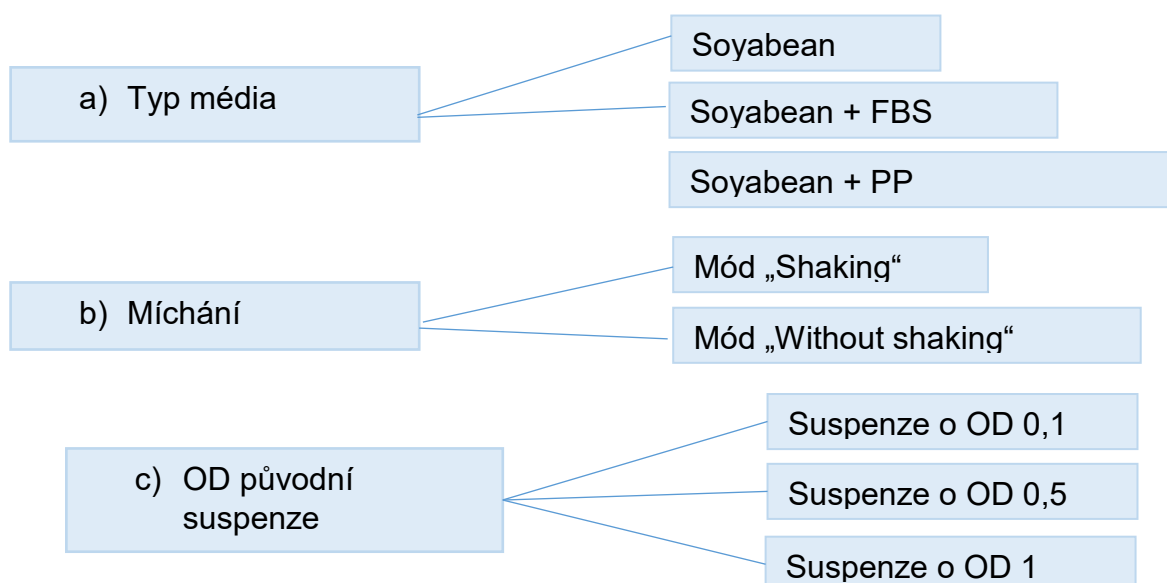 a) Typ média
Soyabean
Soyabean + FBS
Soyabean + PP
b) Míchání
Mód „Shaking“
Mód „Without shaking“
c) OD původní
suspenze
Suspenze o OD 0,1
Suspenze o OD 0,5
Suspenze o OD 1